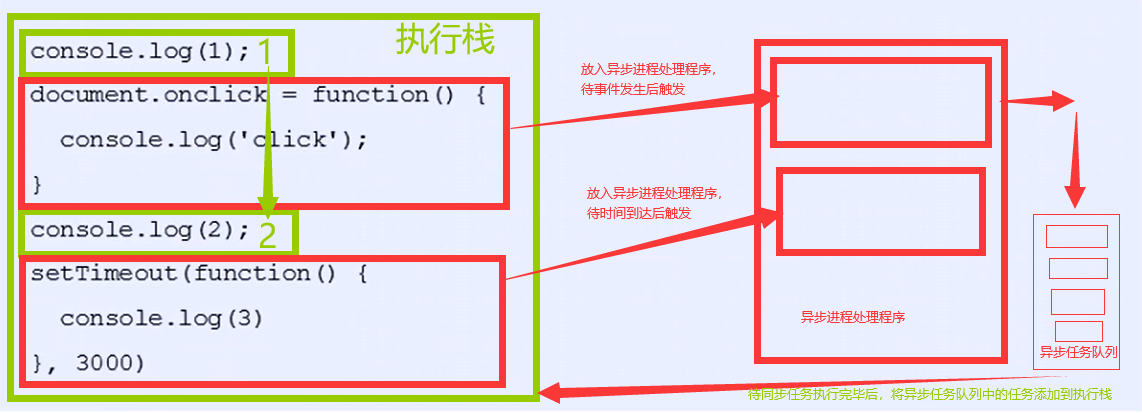 执行栈
console.log(1); 1
document.onclick = function() {
console.log('click');
}
console.log(2); 2
setTimeout(function() {
console.log(3)
}, 3000)
放入异步进程处理程序，
待事件发生后触发
放入异步进程处理程序，
待时间到达后触发
异步进程处理程序
异步任务队列
待同步任务执行完毕后，将异步任务队列中的任务添加到执行栈